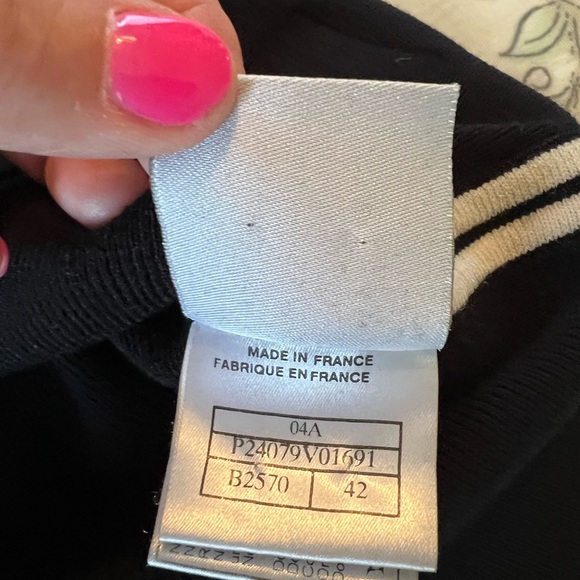 MADE IN FRANCE
FABRIQUE EN FRANCE
04A
P24079V01691
B2570 42